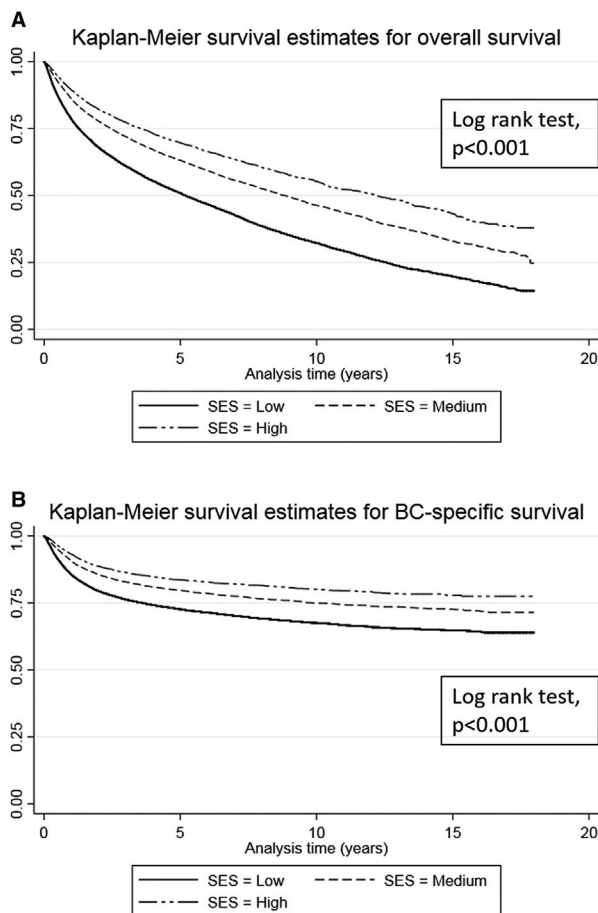 A
Kaplan-Meier survival estimates for overall survival
1.00
0.75
0.50
0.25
0.00
Log rank test,
p<0.001
0 5 10 15 20
Analysis time (years)
SES = Low SES = Medium
SES = High
B
Kaplan-Meier survival estimates for BC-specific survival
1.00
0.75
0.50
0.25
0.00
Log rank test,
p<0.001
0 5 10 15 20
Analysis time (years)
SES = Low SES = Medium
SES = High